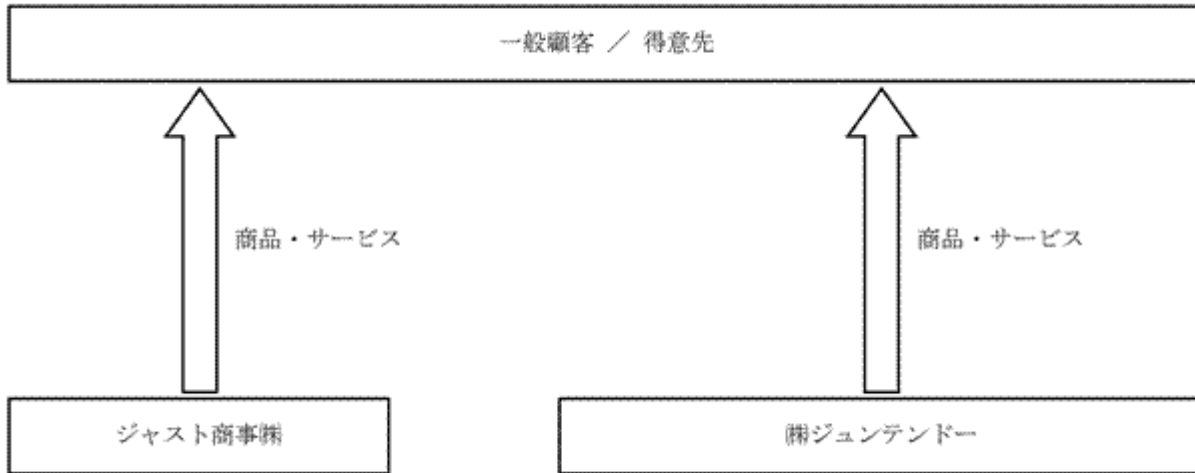 一般顧客 ／ 得意先
商品・サービス
商品・サービス
ジャスト商事㈱
㈱ジュンテンドー